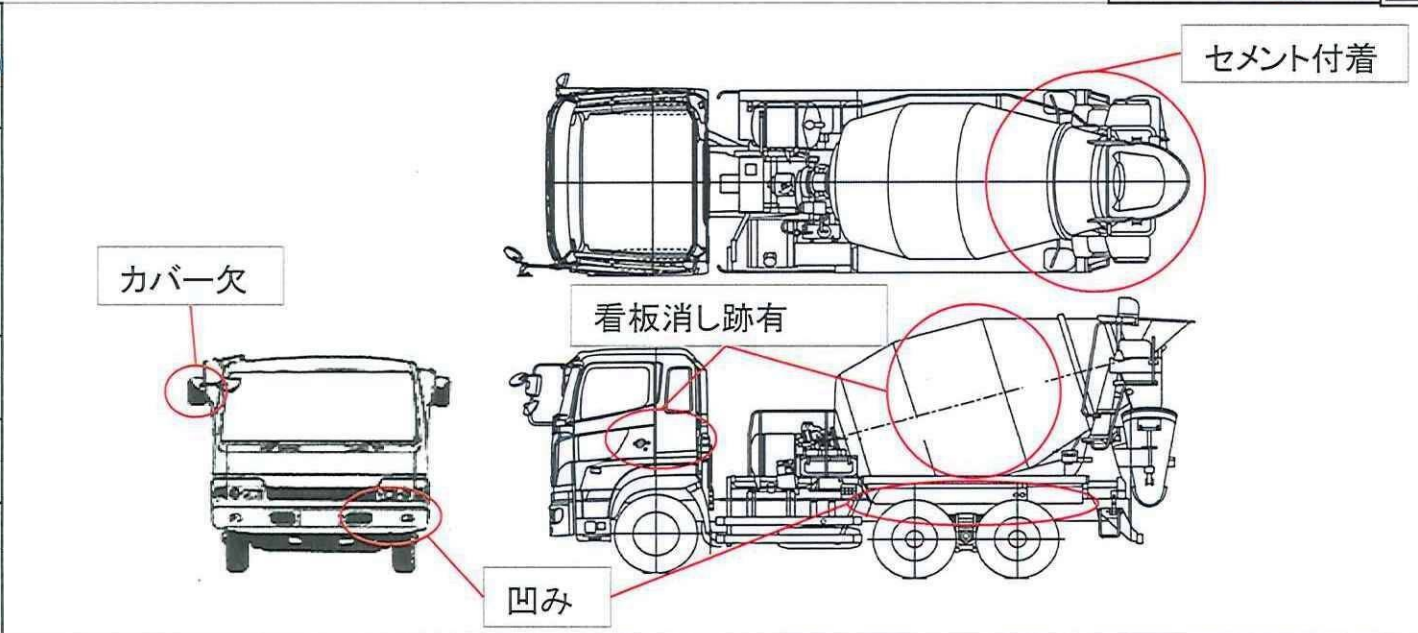 セメント付着
カバー欠
看板消し跡有
凹み